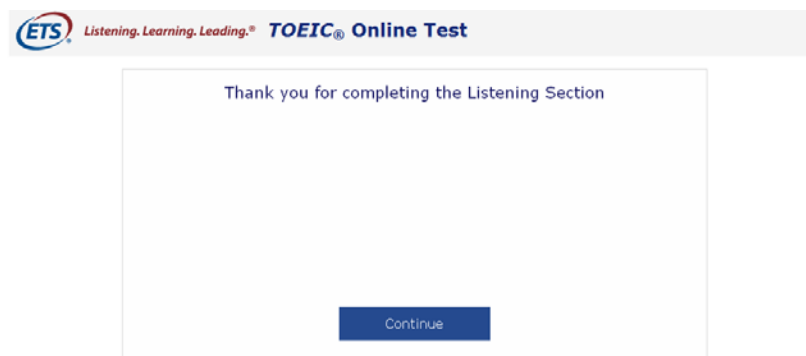 ETS® Listening. Learning. Leading.® TOEIC® Online Test
Thank you for completing the Listening Section
Continue